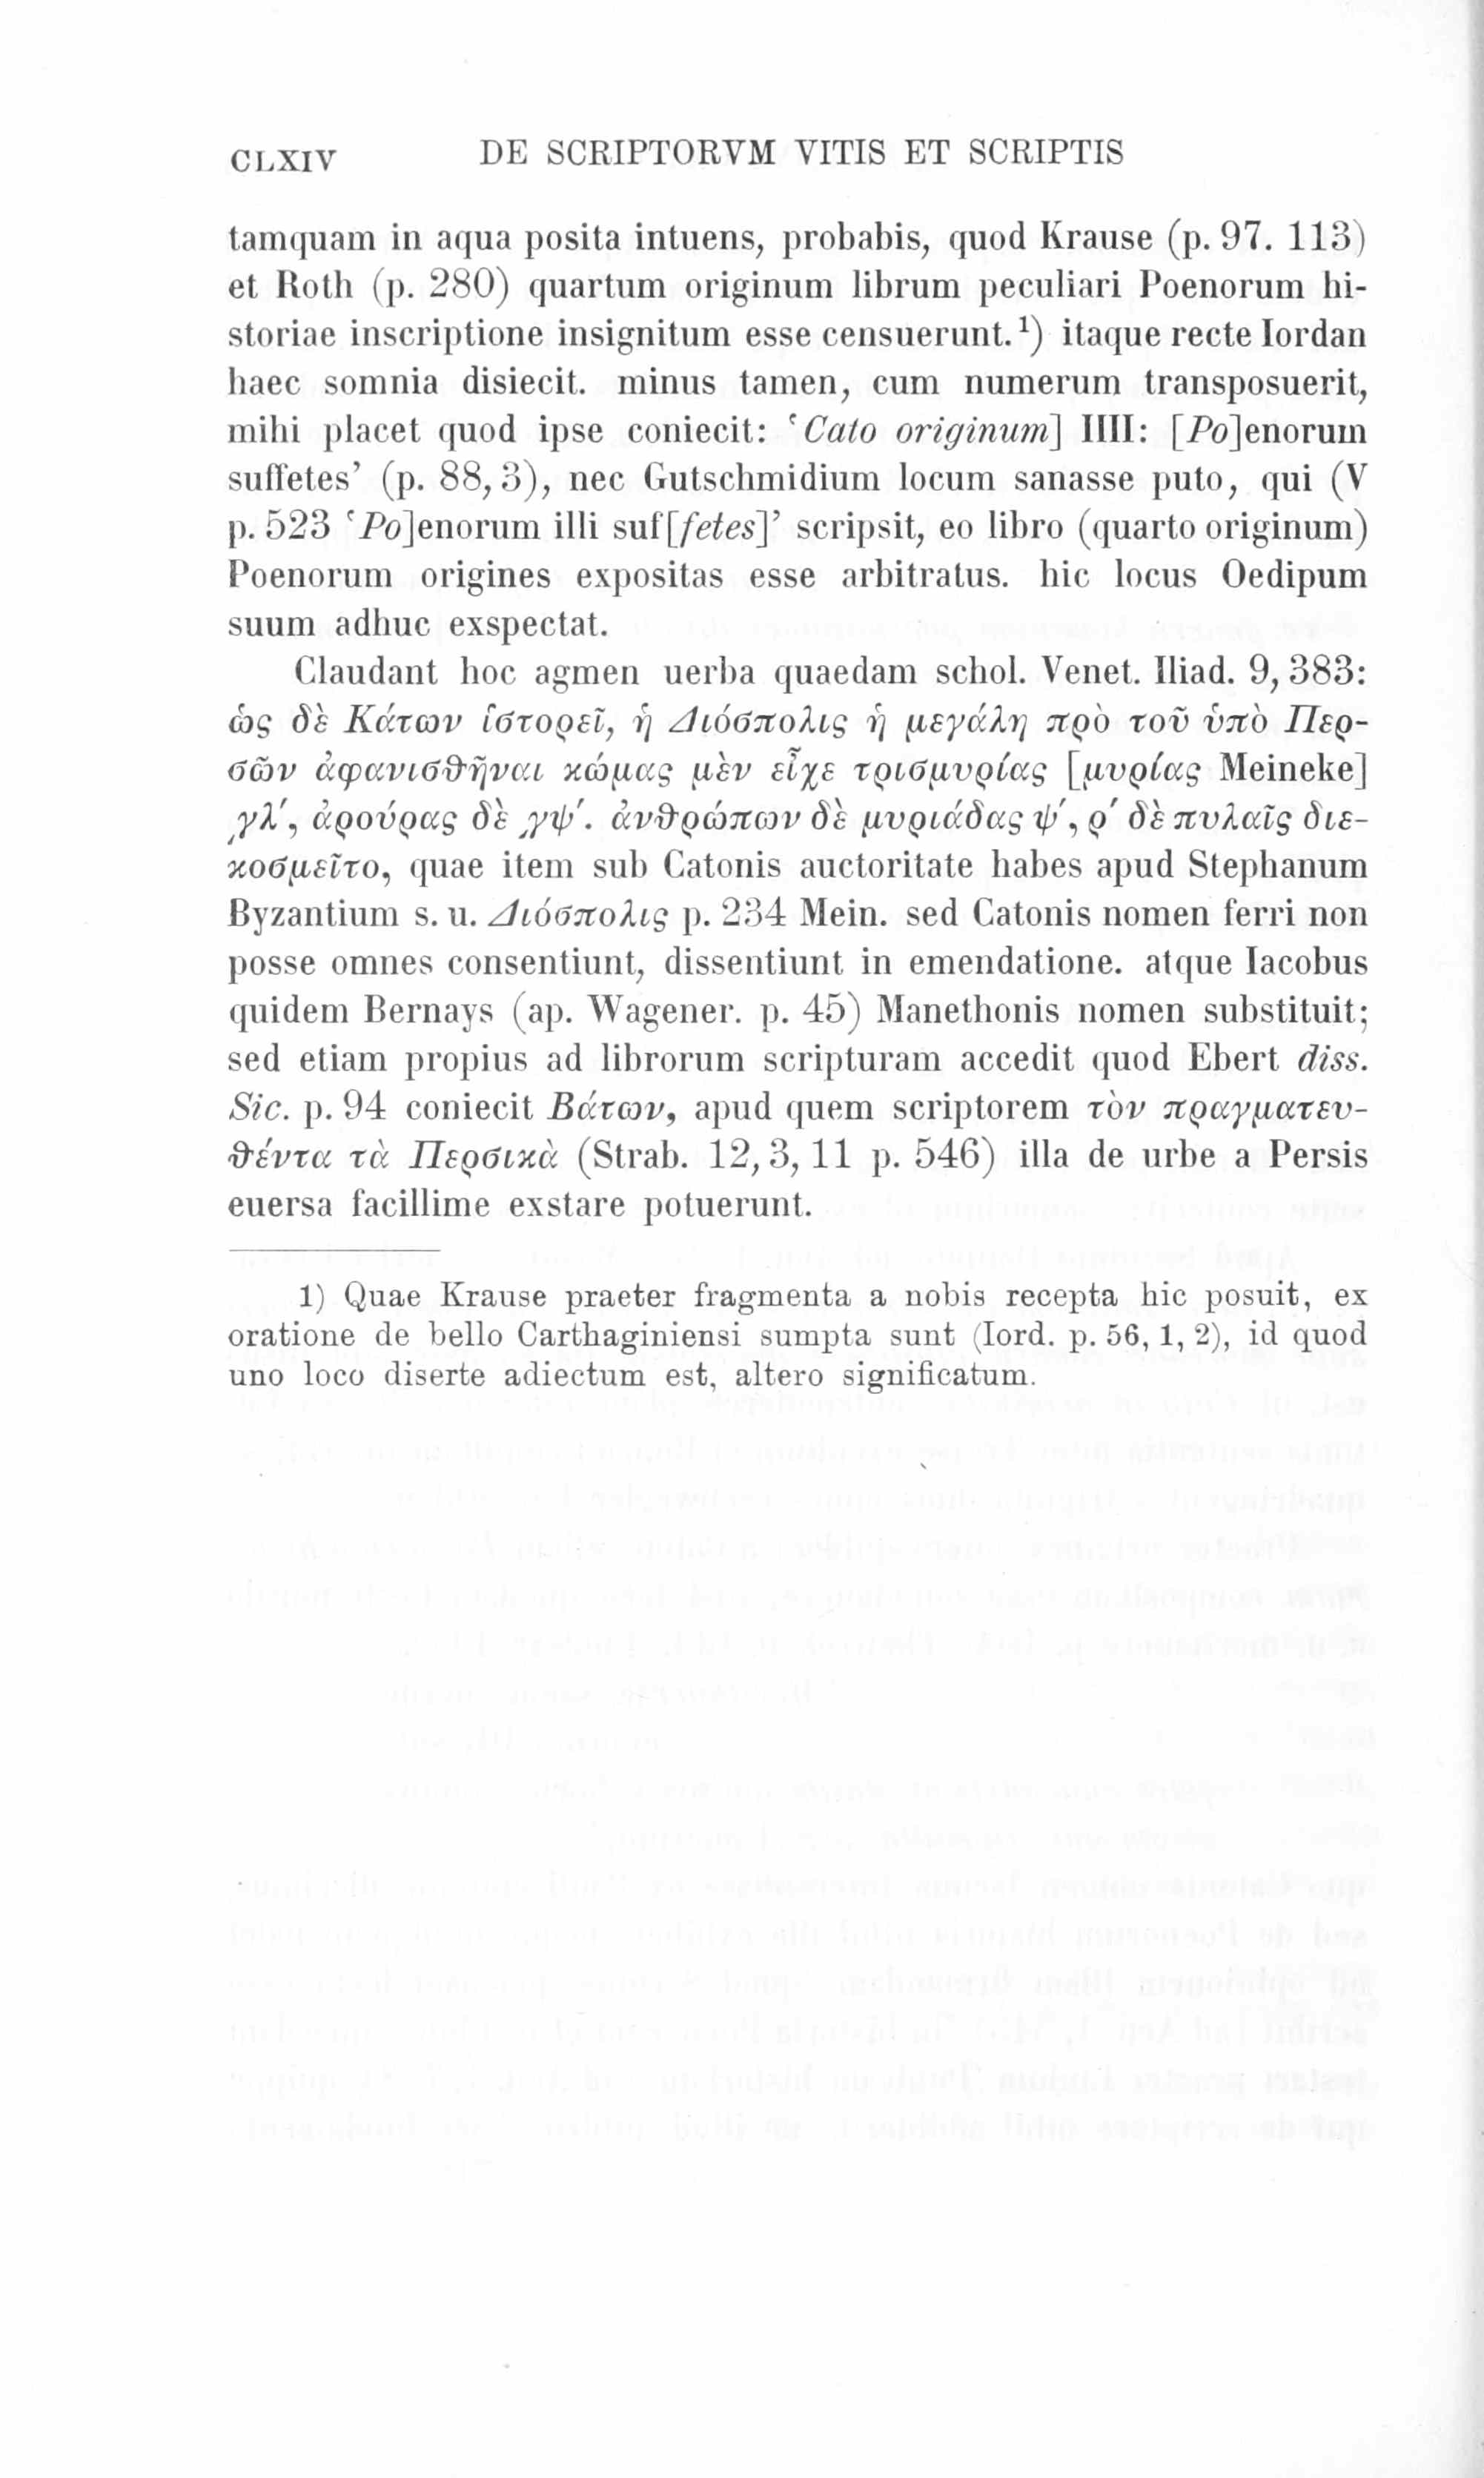 CLXIV DE SCRIPTORVM VITIS ET SCRIPTIS
tamquam in aqua posita intuens, probabis, quod Krause (p. 97. 113)
et Roth (p. 280) quartum originum librum peculiari Poenorum hi-
storiae inscriptione insignitum esse censuerunt.¹) itaque recte Iordan
haec somnia disiecit. minus tamen, cum numerum transposuerit,
mihi placet quod ipse coniecit: ‘Cato originum] IIII: [Po]enorum
suffetes’ (p. 88, 3), nec Gutschmidium locum sanasse puto, qui (V
p. 523 ‘Po]enorum illi suf[fetes]’ scripsit, eo libro (quarto originum)
Poenorum origines expositas esse arbitratus. hic locus Oedipum
suum adhuc exspectat.
Claudant hoc agmen uerba quaedam schol. Venet. Iliad. 9, 383:
ὡς δὲ Κάτων ἱστορεῖ, ἡ Διόσπολις ἡ μεγάλη πρὸ τοῦ ὑπὸ Περ-
σῶν ἀφανισθῆναι κώμας μὲν εἶχε τρισμυρίας [μυρίας Meineke]
͵γλ′, ἀρούρας δὲ ͵γψ′. ἀνθρώπων δὲ μυριάδας ψ′, ρ′ δὲ πυλαῖς διε-
κοσμεῖτο, quae item sub Catonis auctoritate habes apud Stephanum
Byzantium s. u. Διόσπολις p. 234 Mein. sed Catonis nomen ferri non
posse omnes consentiunt, dissentiunt in emendatione. atque Iacobus
quidem Bernays (ap. Wagener. p. 45) Manethonis nomen substituit;
sed etiam propius ad librorum scripturam accedit quod Ebert diss.
Sic. p. 94 coniecit Βάτων, apud quem scriptorem τὸν πραγματευ-
θέντα τὰ Περσικὰ (Strab. 12, 3, 11 p. 546) illa de urbe a Persis
euersa facillime exstare potuerunt.
1) Quae Krause praeter fragmenta a nobis recepta hic posuit, ex
oratione de bello Carthaginiensi sumpta sunt (Iord. p. 56, 1, 2), id quod
uno loco diserte adiectum est, altero significatum.